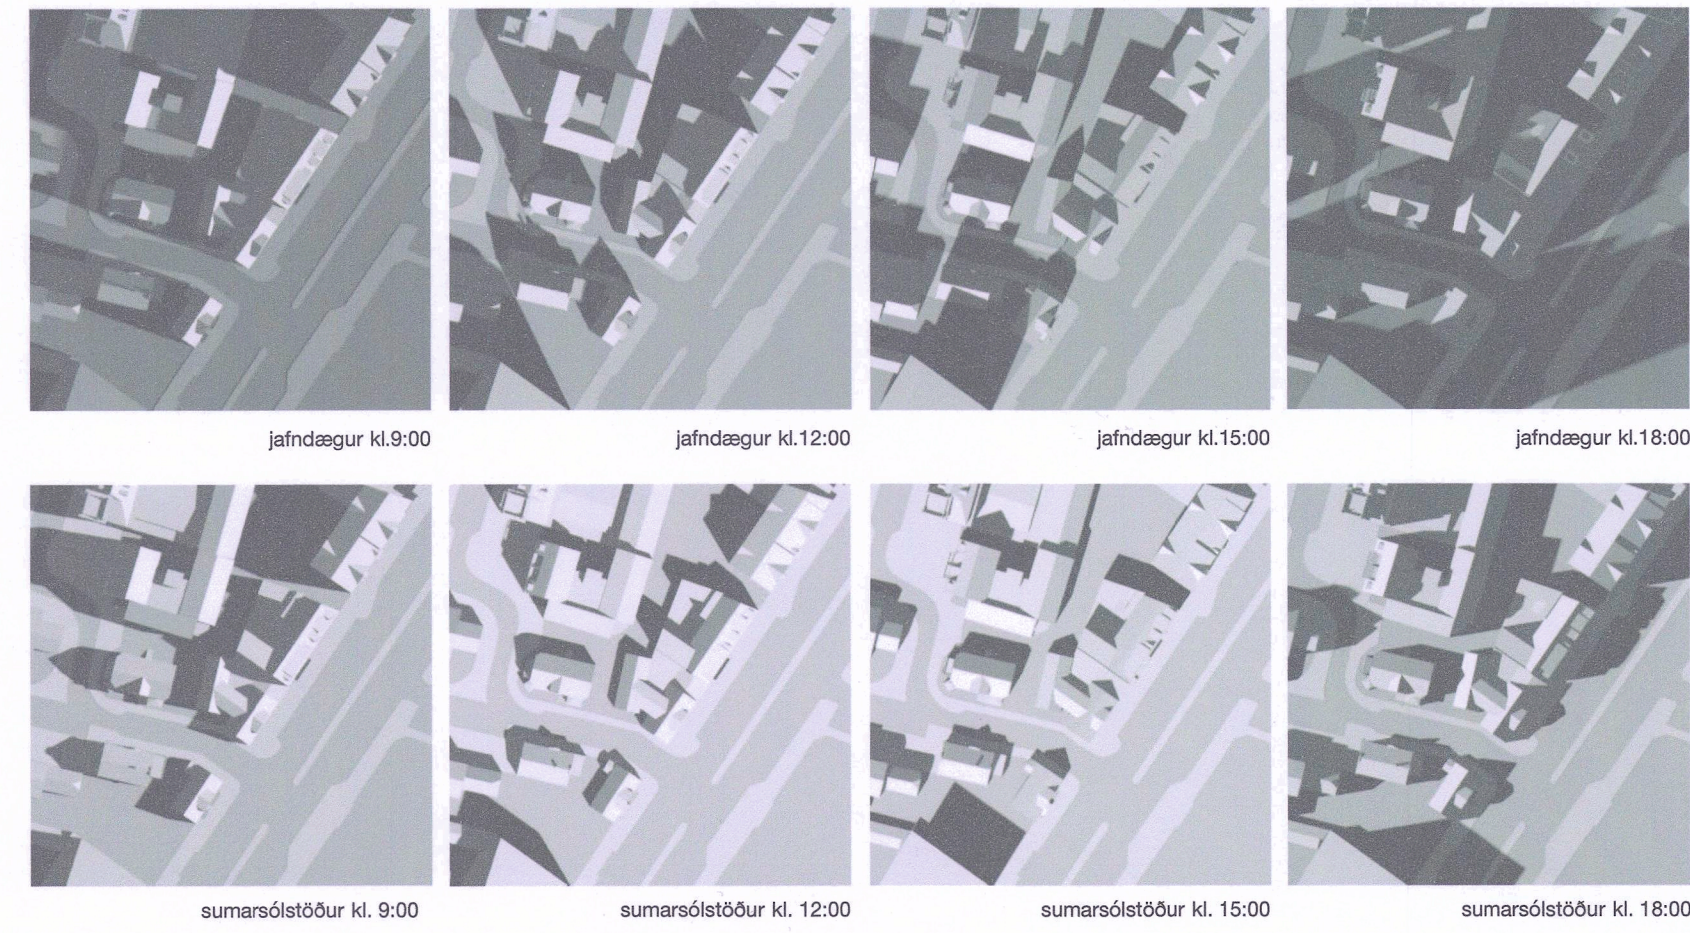 jafndægur kl.9:00
jafndægur kl.12:00
jafndægur kl.15:00
jafndægur kl.18:00
sumarsólstöður kl. 9:00
sumarsólstöður kl. 12:00
sumarsólstöður kl. 15:00
sumarsólstöður kl. 18:00